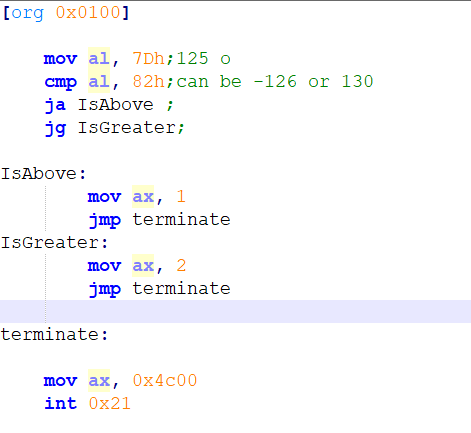 [org 0x0100]
mov al, 7Dh;125 o
cmp al, 82h;can be -126 or 130
ja IsAbove ;
jg IsGreater;
IsAbove:
mov ax, 1
jmp terminate
IsGreater:
mov ax, 2
jmp terminate
terminate:
mov ax, 0x4c00
int 0x21